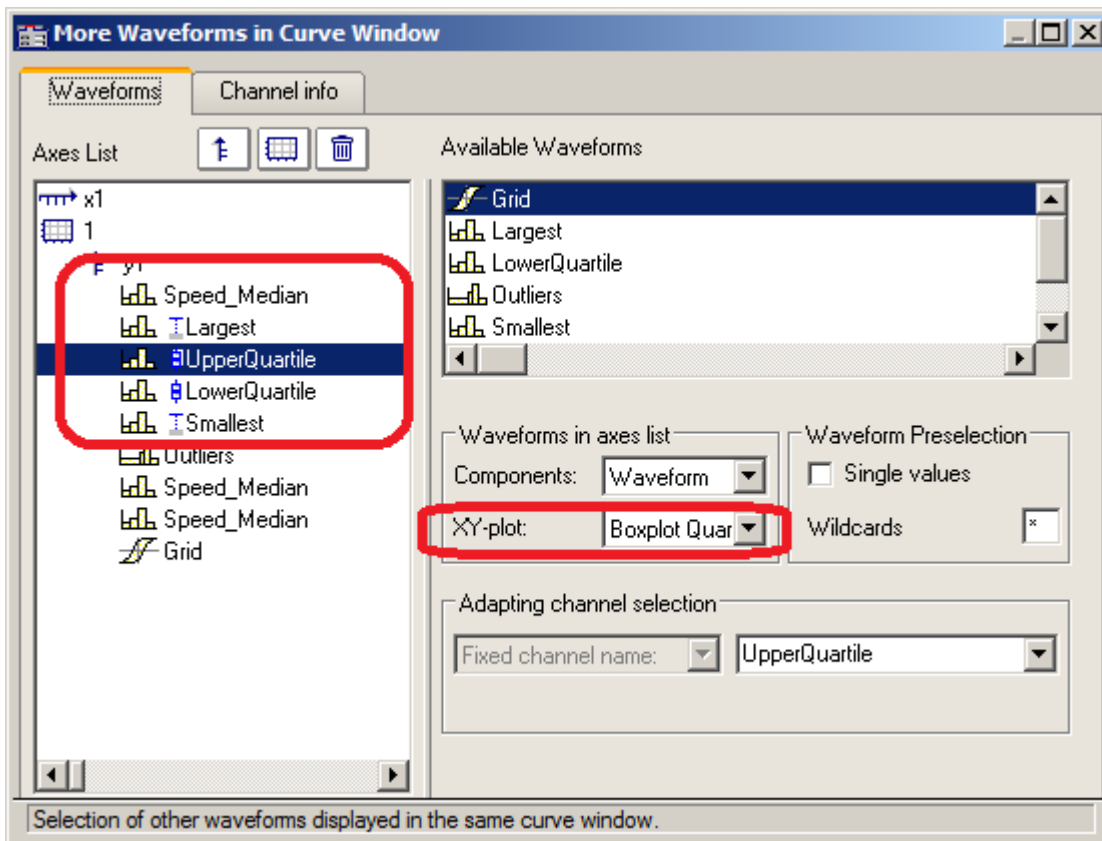 More Waveforms in Curve Window
Waveforms
Channel info
Axes List
Available Waveforms
x1
1
y1
Speed_Median
Largest
UpperQuartile
LowerQuartile
Smallest
Outliers
Speed_Median
Speed_Median
Grid
Grid
Largest
LowerQuartile
Outliers
Smallest
Waveforms in axes list
Components: Waveform
XY-plot: Boxplot Quar
Waveform Preselection
Single values
Wildcards *
Adapting channel selection
Fixed channel name: UpperQuartile
Selection of other waveforms displayed in the same curve window.